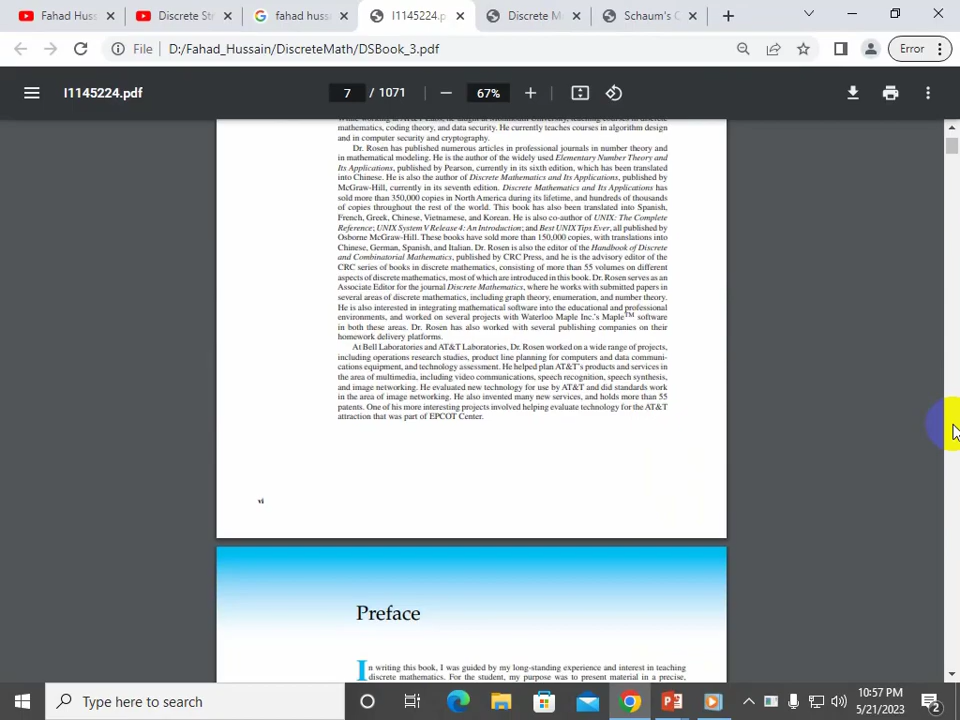 Fahad Huss
Discrete St
fahad huss
I1145224.p
Discrete M
Schaum's C
File
D:/Fahad_Hussain/DiscreteMath/DSBook_3.pdf
Error
I1145224.pdf
7 / 1071
67%
While working at AT&T Labs, he taught at Monmouth University, teaching courses in discrete
mathematics, coding theory, and data security. He currently teaches courses in algorithm design
and in computer security and cryptography.
Dr. Rosen has published numerous articles in professional journals in number theory and
in mathematical modeling. He is the author of the widely used Elementary Number Theory and
Its Applications, published by Pearson, currently in its sixth edition, which has been translated
into Chinese. He is also the author of Discrete Mathematics and Its Applications, published by
McGraw-Hill, currently in its seventh edition. Discrete Mathematics and Its Applications has
sold more than 350,000 copies in North America during its lifetime, and hundreds of thousands
of copies throughout the rest of the world. This book has also been translated into Spanish,
French, Greek, Chinese, Vietnamese, and Korean. He is also co-author of UNIX: The Complete
Reference; UNIX System V Release 4: An Introduction; and Best UNIX Tips Ever, all published by
Osborne McGraw-Hill. These books have sold more than 150,000 copies, with translations into
Chinese, German, Spanish, and Italian. Dr. Rosen is also the editor of the Handbook of Discrete
and Combinatorial Mathematics, published by CRC Press, and he is the advisory editor of the
CRC series of books in discrete mathematics, consisting of more than 55 volumes on different
aspects of discrete mathematics, most of which are introduced in this book. Dr. Rosen serves as an
Associate Editor for the journal Discrete Mathematics, where he works with submitted papers in
several areas of discrete mathematics, including graph theory, enumeration, and number theory.
He is also interested in integrating mathematical software into the educational and professional
environments, and worked on several projects with Waterloo Maple Inc.'s Maple™ software
in both these areas. Dr. Rosen has also worked with several publishing companies on their
homework delivery platforms.
At Bell Laboratories and AT&T Laboratories, Dr. Rosen worked on a wide range of projects,
including operations research studies, product line planning for computers and data communi-
cations equipment, and technology assessment. He helped plan AT&T's products and services in
the area of multimedia, including video communications, speech recognition, speech synthesis,
and image networking. He evaluated new technology for use by AT&T and did standards work
in the area of image networking. He also invented many new services, and holds more than 55
patents. One of his more interesting projects involved helping evaluate technology for the AT&T
attraction that was part of EPCOT Center.
vi
Preface
In writing this book, I was guided by my long-standing experience and interest in teaching
discrete mathematics. For the student, my purpose was to present material in a precise,
Type here to search
10:57 PM
5/21/2023
2